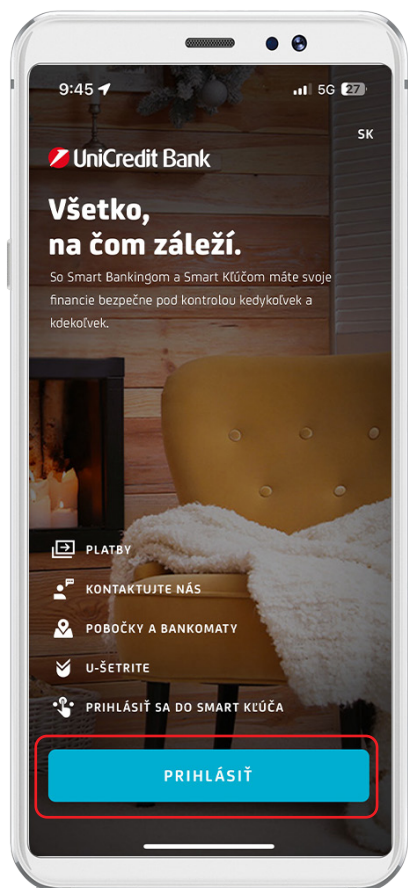 9:45
5G 27
SK
UniCredit Bank
Všetko,
na čom záleží.
So Smart Bankingom a Smart Kľúčom máte svoje
financie bezpečne pod kontrolou kedykoľvek a
kdekoľvek.
PLATBY
KONTAKTUJTE NÁS
POBOČKY A BANKOMATY
U-ŠETRITE
PRIHLÁSIŤ SA DO SMART KĽÚČA
PRIHLÁSIŤ